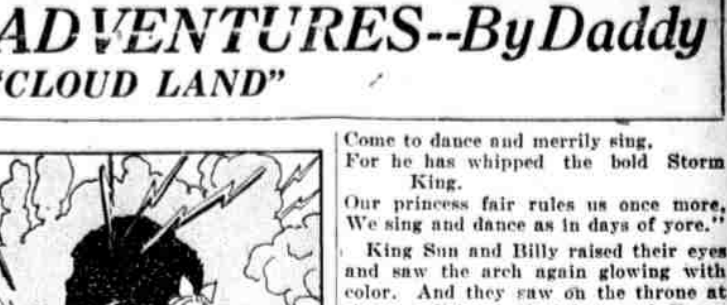 ADVENTURES--By Daddy
"CLOUD LAND"
Come to dance and merrily sing,
For he has whipped the bold Storm
King.
Our princess fair rules us once more,
We sing and dance as in days of yore."
King Sun and Billy raised their eyes
and saw the arch again glowing with
color. And they saw on the throne at